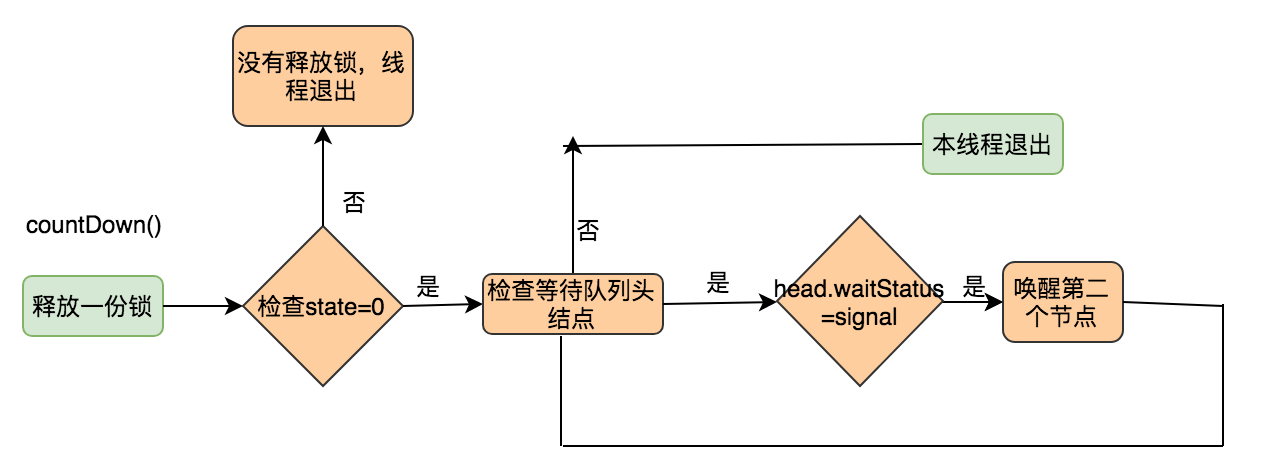 没有释放锁，线
程退出
本线程退出
否
否
countDown()
释放一份锁
检查state=0
是
检查等待队列头
结点
是
head.waitStatus
=signal
是
唤醒第二
个节点